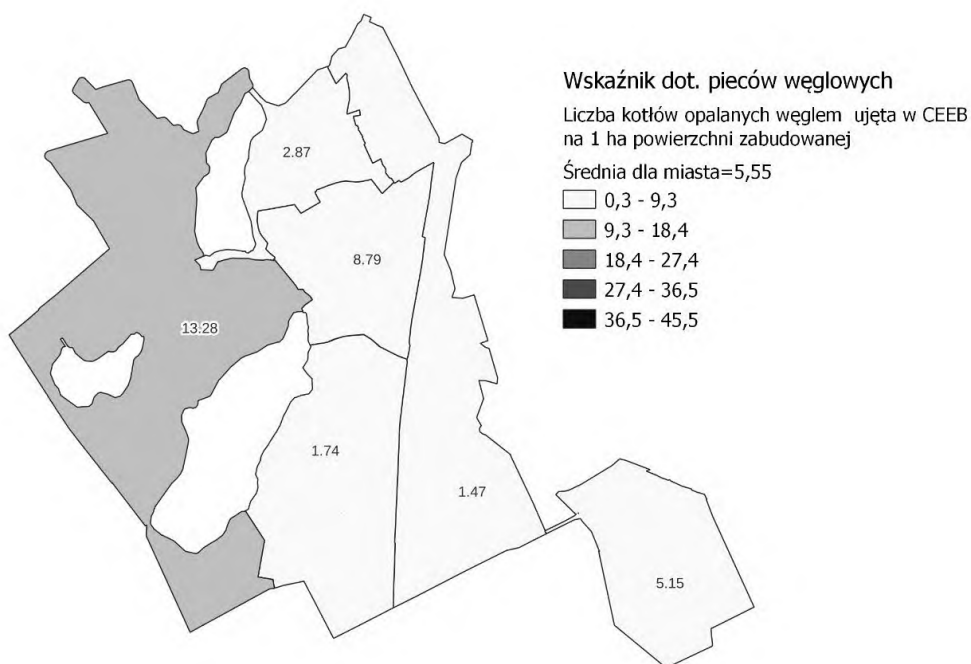 Wskaźnik dot. pieców węglowych
Liczba kotłów opalanych węglem ujęta w CEEB
na 1 ha powierzchni zabudowanej
Średnia dla miasta=5,55
0,3 - 9,3
9,3 - 18,4
18,4 - 27,4
27,4 - 36,5
36,5 - 45,5
2.87
8.79
13.28
1.74
1.47
5.15